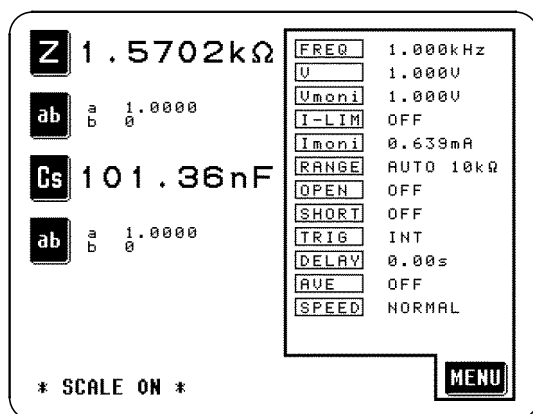 Z 1.5702kΩ
ab a 1.0000
b 0
Cs 101.36nF
ab a 1.0000
b 0
* SCALE ON *
FREQ 1.000kHz
V 1.000V
Vmoni 1.000V
I-LIM OFF
Imoni 0.639mA
RANGE AUTO 10kΩ
OPEN OFF
SHORT OFF
TRIG INT
DELAY 0.00s
AVE OFF
SPEED NORMAL
MENU